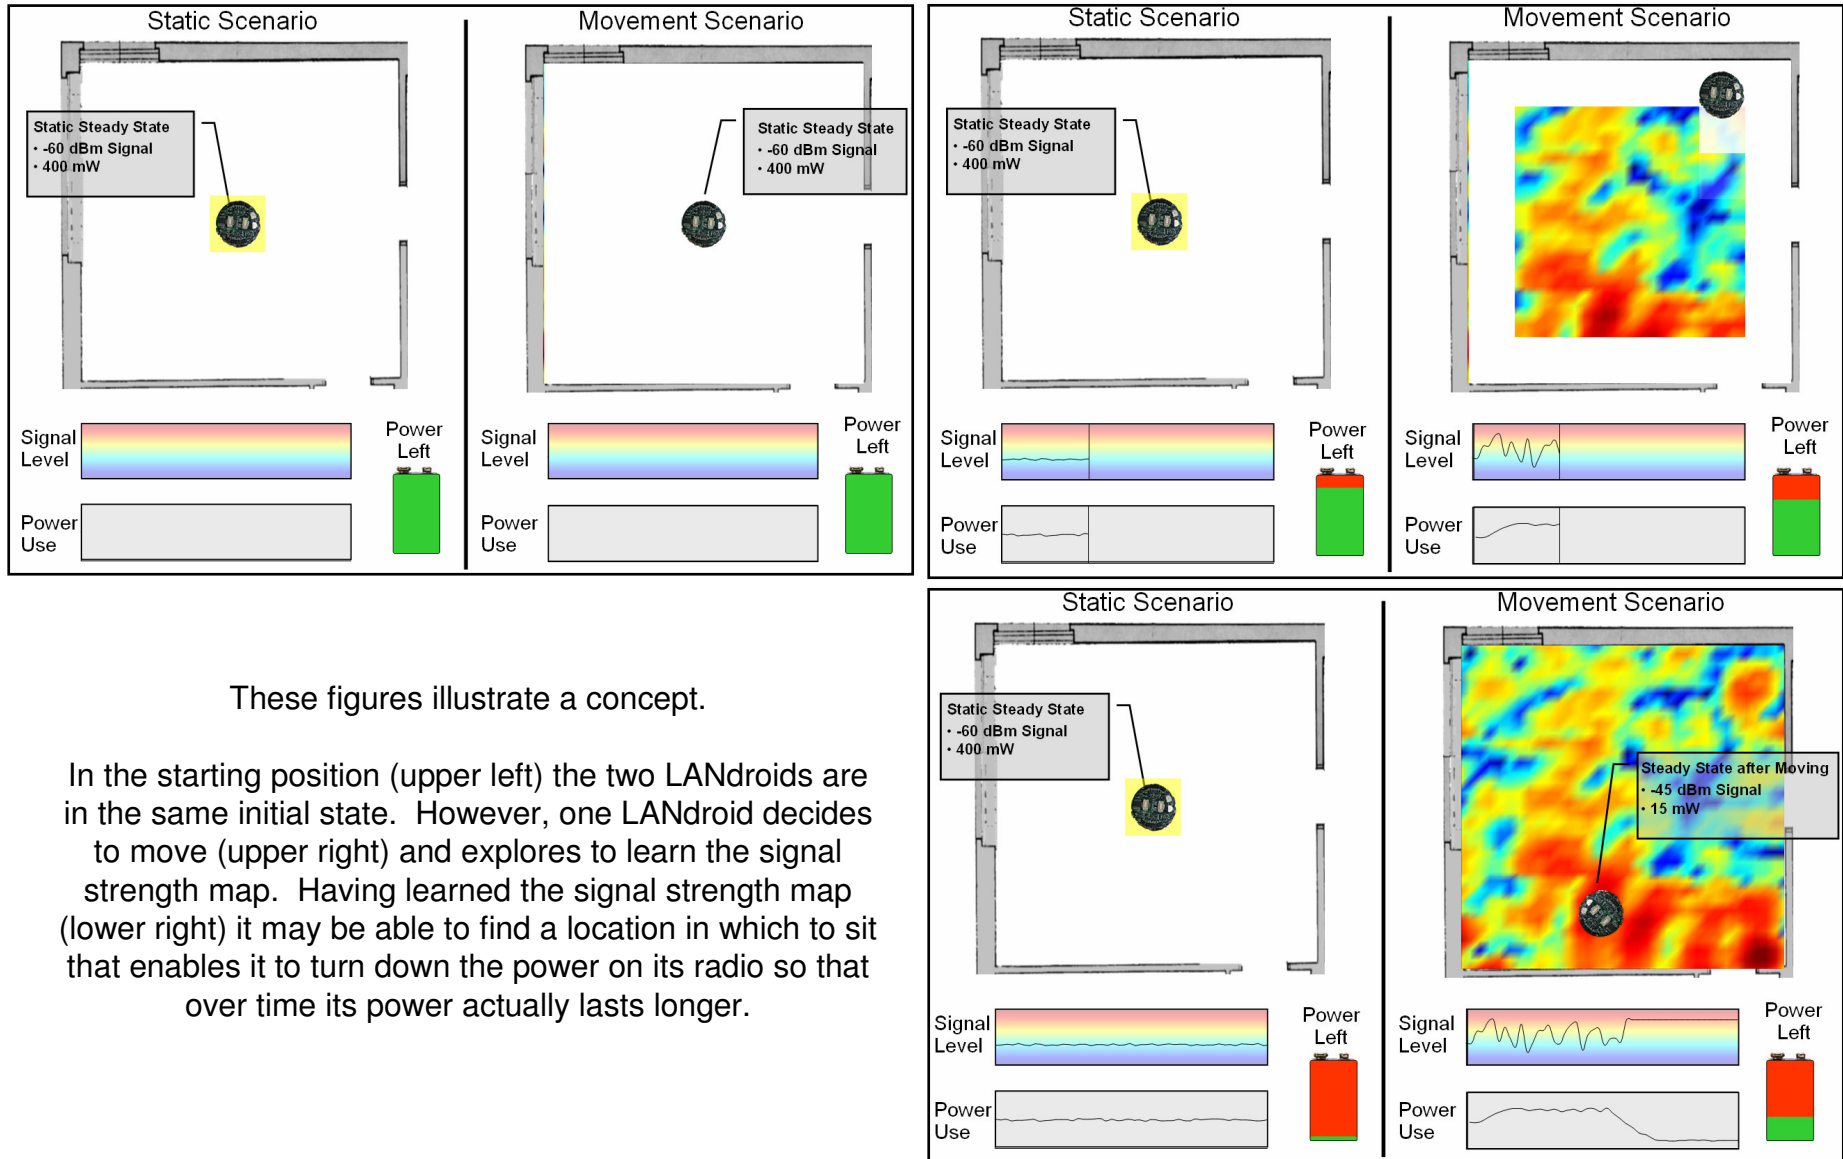 Static Scenario
Movement Scenario
Static Steady State
• -60 dBm Signal
• 400 mW
Static Steady State
• -60 dBm Signal
• 400 mW
Signal
Level
Power
Left
Power
Use
Signal
Level
Power
Left
Power
Use
Static Scenario
Movement Scenario
Static Steady State
• -60 dBm Signal
• 400 mW
Signal
Level
Power
Left
Power
Use
Signal
Level
Power
Left
Power
Use
These figures illustrate a concept.
In the starting position (upper left) the two LANdroids are
in the same initial state.  However, one LANdroid decides
to move (upper right) and explores to learn the signal
strength map.  Having learned the signal strength map
(lower right) it may be able to find a location in which to sit
that enables it to turn down the power on its radio so that
over time its power actually lasts longer.
Static Scenario
Movement Scenario
Static Steady State
• -60 dBm Signal
• 400 mW
Steady State after Moving
• -45 dBm Signal
• 15 mW
Signal
Level
Power
Left
Power
Use
Signal
Level
Power
Left
Power
Use